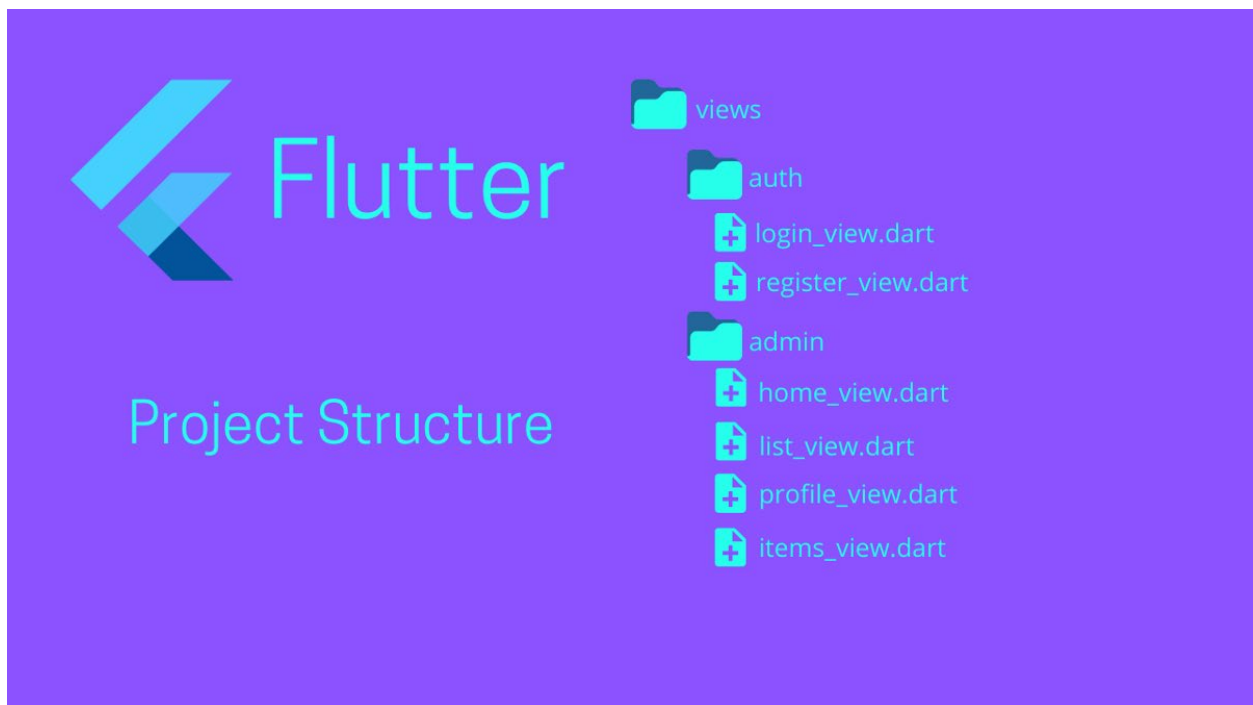 Flutter
Project Structure
views
auth
login_view.dart
register_view.dart
admin
home_view.dart
list_view.dart
profile_view.dart
items_view.dart